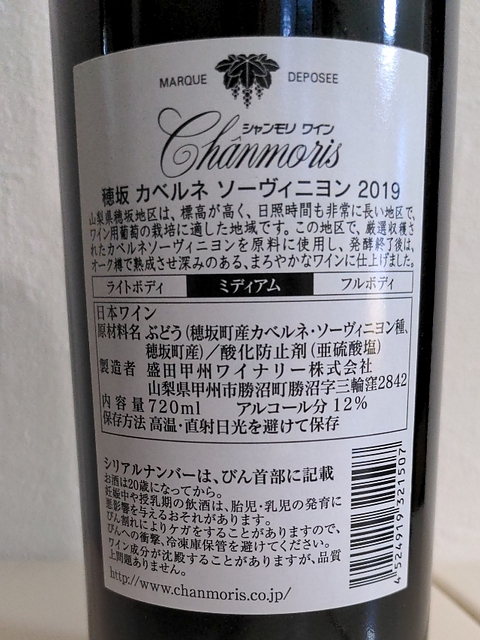 MARQUE DEPOSEE
シャンモリ ワイン
Chanmoris
穂坂 カベルネ ソーヴィニヨン 2019
山梨県穂坂地区は、標高が高く、日照時間も非常に長い地区で、
ワイン用葡萄の栽培に適した地域です。この地区で、厳選収穫さ
れたカベルネソーヴィニヨンを原料に使用し、発酵終了後は、
オーク樽で熟成させ深みのある、まろやかなワインに仕上げました。
ライトボディ ミディアム フルボディ
日本ワイン
原材料名 ぶどう(穂坂町産カベルネ・ソーヴィニヨン種、
穂坂町産)／酸化防止剤(亜硫酸塩)
製造者 盛田甲州ワイナリー株式会社
山梨県甲州市勝沼町勝沼字三輪窪2842
内容量 720ml アルコール分 12%
保存方法 高温・直射日光を避けて保存
シリアルナンバーは、びん首部に記載
お酒は20歳になってから。
妊娠中や授乳期の飲酒は、胎児・乳児の発育に
悪影響を与えるおそれがあります。
びん割れによりケガをすることがありますので、
びんへの衝撃、冷凍庫保管を避けてください。
ワイン成分が沈殿することがありますが、品質
上問題ありません。
http://www.chanmoris.co.jp/
4 524919 321507